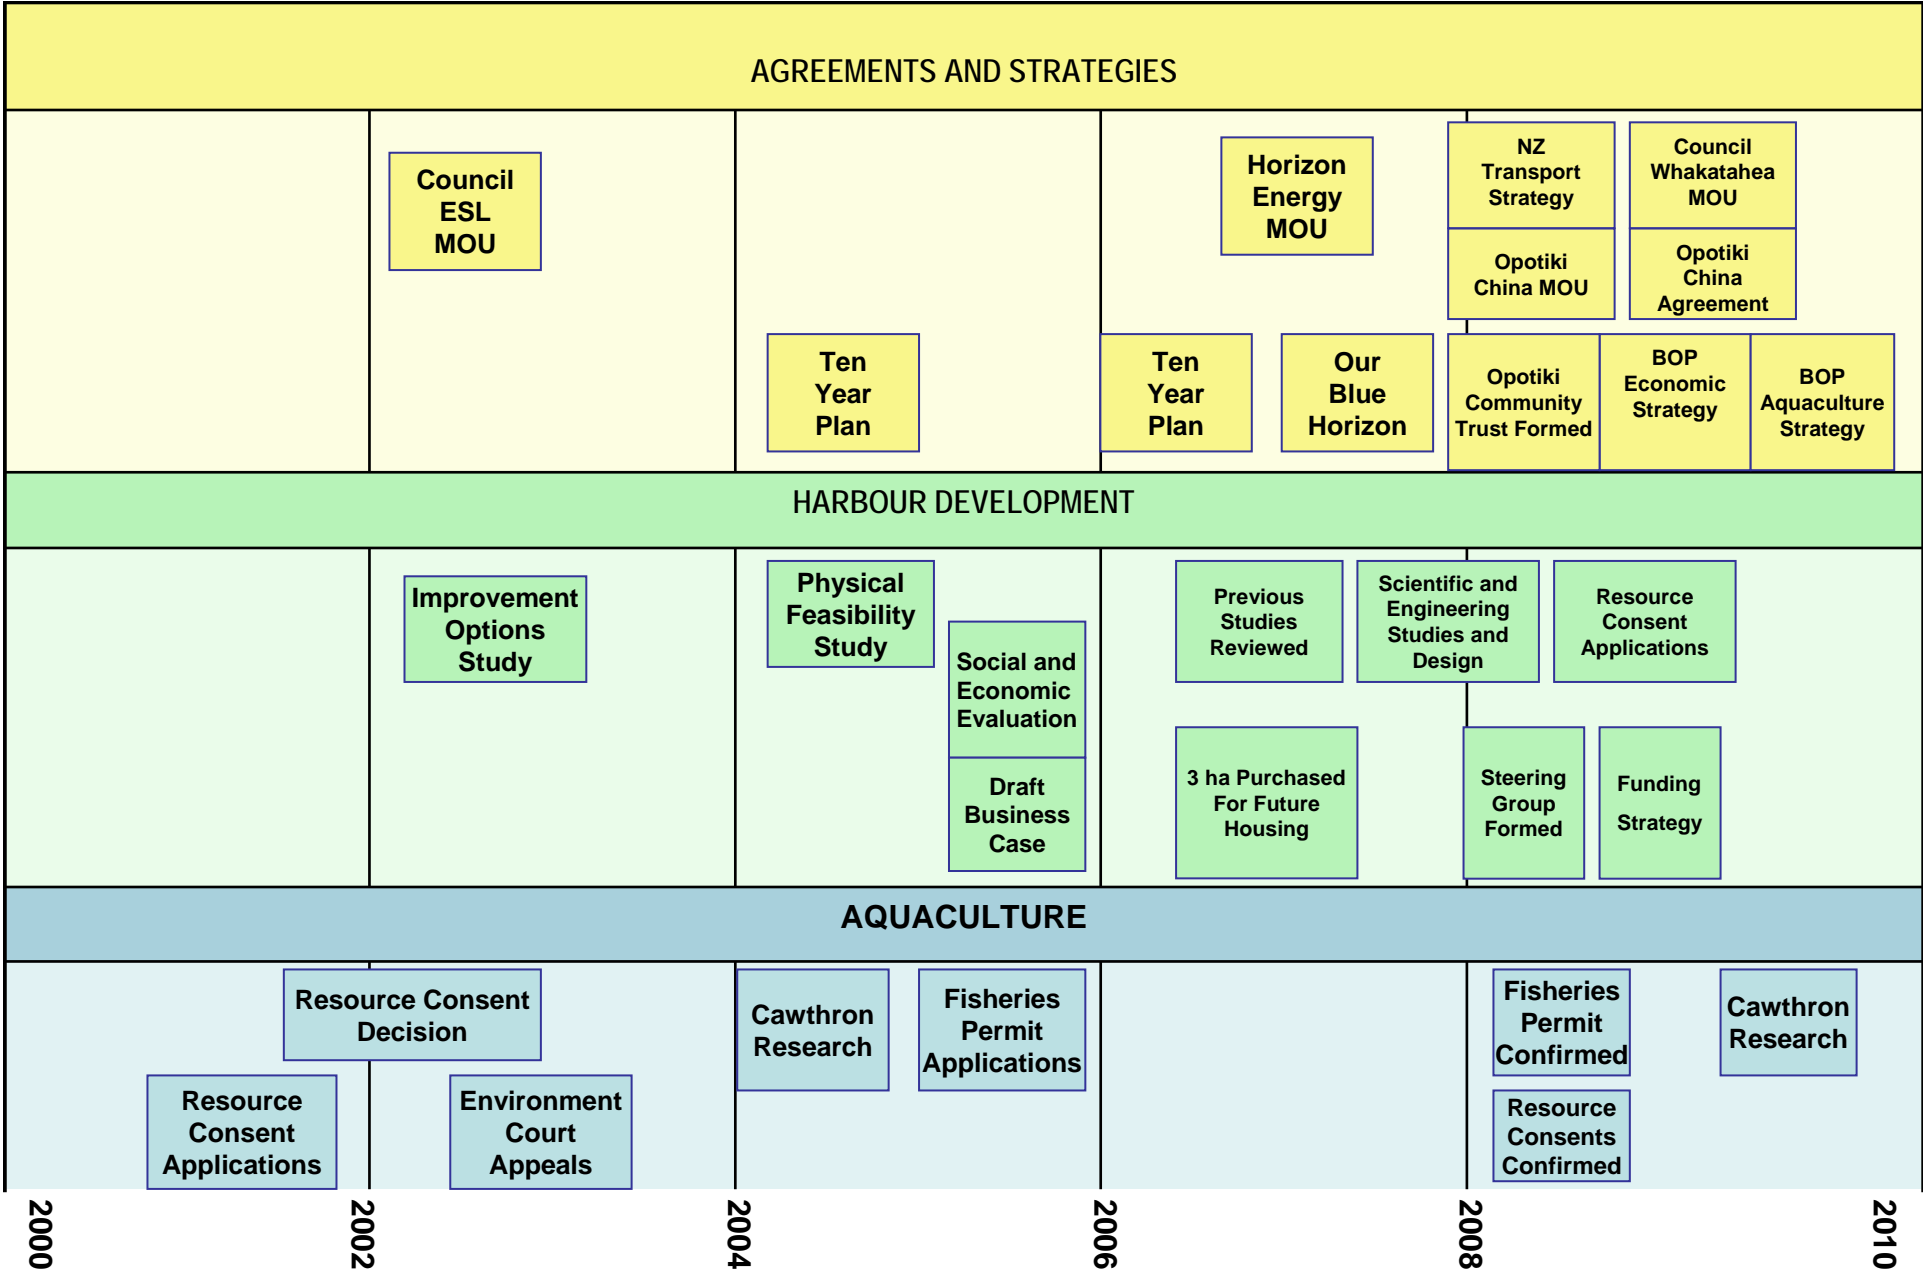 AGREEMENTS AND STRATEGIES
Council
ESL
MOU
Horizon
Energy
MOU
NZ
Transport
Strategy
Council
Whakatahea
MOU
Opotiki
China MOU
Opotiki
China
Agreement
Ten
Year
Plan
Ten
Year
Plan
Our
Blue
Horizon
Opotiki
Community
Trust Formed
BOP
Economic
Strategy
BOP
Aquaculture
Strategy
HARBOUR DEVELOPMENT
Improvement
Options
Study
Physical
Feasibility
Study
Social and
Economic
Evaluation
Draft
Business
Case
Previous
Studies
Reviewed
Scientific and
Engineering
Studies and
Design
Resource
Consent
Applications
3 ha Purchased
For Future
Housing
Steering
Group
Formed
Funding
Strategy
AQUACULTURE
Resource Consent
Decision
Cawthron
Research
Fisheries
Permit
Applications
Fisheries
Permit
Confirmed
Cawthron
Research
Resource
Consent
Applications
Environment
Court
Appeals
Resource
Consents
Confirmed
2000
2002
2004
2006
2008
2010